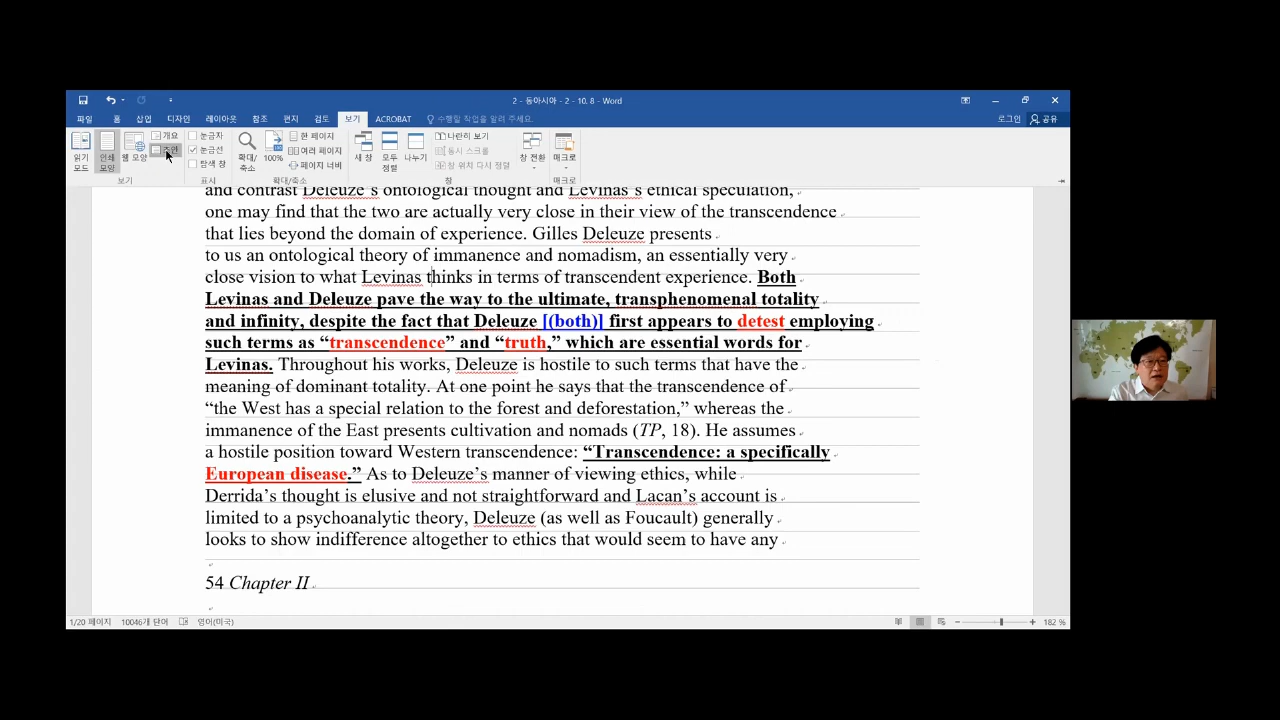 2 - 동아시아 - 2 - 10. 8 - Word
파일 홈 삽입 디자인 레이아웃 참조 편지 검토 보기 ACROBAT 수행할 작업을 알려 주세요. 로그인 공유
읽기 모드 인쇄 모양 웹 모양 개요 초안 눈금자 눈금선 탐색 창 확대/축소 100% 한 페이지 여러 페이지 페이지 너비 새 창 모두 정렬 나누기 나란히 보기 동시 스크롤 창 위치 다시 정렬 창 전환 매크로
보기 표시 확대/축소 창 매크로
and contrast Deleuze's ontological thought and Levinas's ethical speculation,
one may find that the two are actually very close in their view of the transcendence
that lies beyond the domain of experience. Gilles Deleuze presents
to us an ontological theory of immanence and nomadism, an essentially very
close vision to what Levinas thinks in terms of transcendent experience. Both
Levinas and Deleuze pave the way to the ultimate, transphenomenal totality
and infinity, despite the fact that Deleuze [(both)] first appears to detest employing
such terms as “transcendence” and “truth,” which are essential words for
Levinas. Throughout his works, Deleuze is hostile to such terms that have the
meaning of dominant totality. At one point he says that the transcendence of
“the West has a special relation to the forest and deforestation,” whereas the
immanence of the East presents cultivation and nomads (TP, 18). He assumes
a hostile position toward Western transcendence: “Transcendence: a specifically
European disease.” As to Deleuze’s manner of viewing ethics, while
Derrida’s thought is elusive and not straightforward and Lacan’s account is
limited to a psychoanalytic theory, Deleuze (as well as Foucault) generally
looks to show indifference altogether to ethics that would seem to have any
54 Chapter II
1/20 페이지 10046개 단어 영어(미국) 182 %